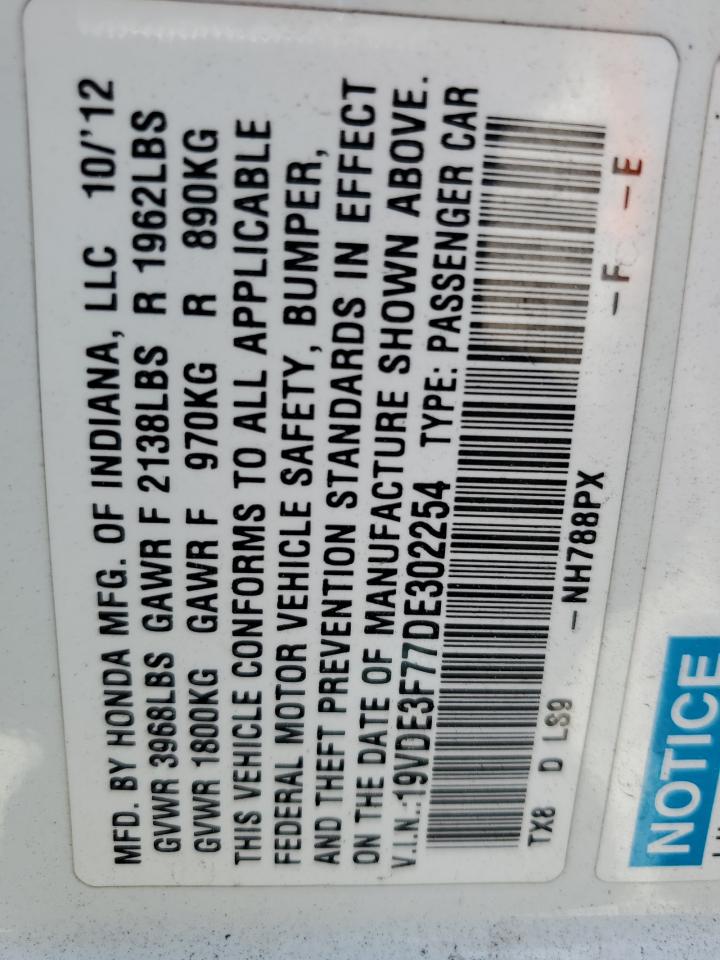 MFD. BY HONDA MFG. OF INDIANA, LLC 10/'12
GVWR 3968LBS GAWR F 2138LBS R 1962LBS
GVWR 1800KG GAWR F 970KG R 890KG
THIS VEHICLE CONFORMS TO ALL APPLICABLE
FEDERAL MOTOR VEHICLE SAFETY, BUMPER,
AND THEFT PREVENTION STANDARDS IN EFFECT
ON THE DATE OF MANUFACTURE SHOWN ABOVE.
V.I.N.:19VDE3F77DE302254 TYPE: PASSENGER CAR
TX8 D LS9 -NH788PX -F -E
NOTICE